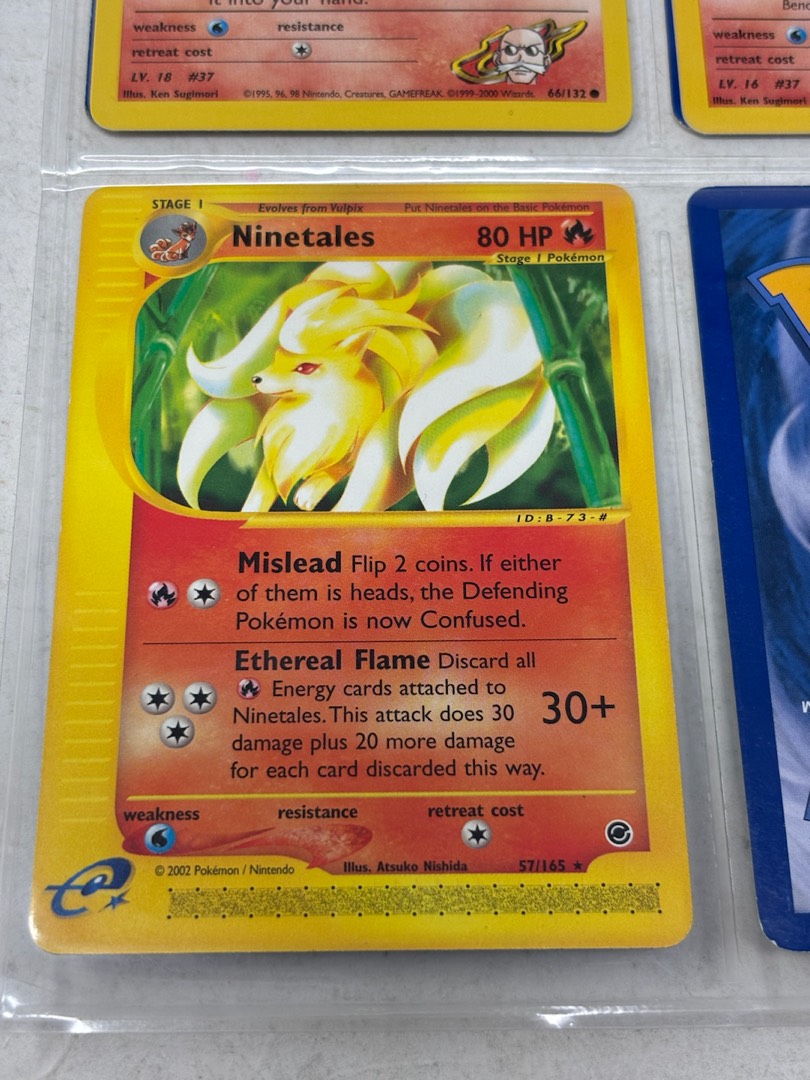 it into your hand.
weakness resistance
retreat cost
LV. 18 #37
Illus. Ken Sugimori ©1995, 96, 98 Nintendo, Creatures, GAMEFREAK. ©1999-2000 Wizards. 66/132
Benc
weakness
retreat cost
LV. 16 #37
Illus. Ken Sugimori
STAGE 1 Evolves from Vulpix Put Ninetales on the Basic Pokémon
Ninetales 80 HP
Stage 1 Pokémon
ID:B-73-#
Mislead Flip 2 coins. If either
of them is heads, the Defending
Pokémon is now Confused.
Ethereal Flame Discard all
Energy cards attached to
Ninetales. This attack does 30 30+
damage plus 20 more damage
for each card discarded this way.
weakness resistance retreat cost
© 2002 Pokémon / Nintendo Illus. Atsuko Nishida 57/165 ★
e